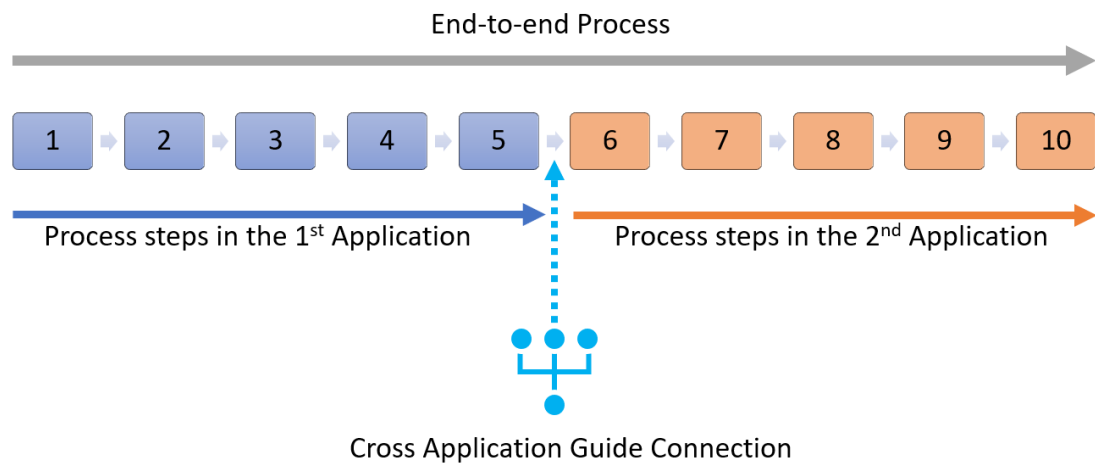 End-to-end Process
1 2 3 4 5 6 7 8 9 10
Process steps in the 1st Application
Process steps in the 2nd Application
Cross Application Guide Connection